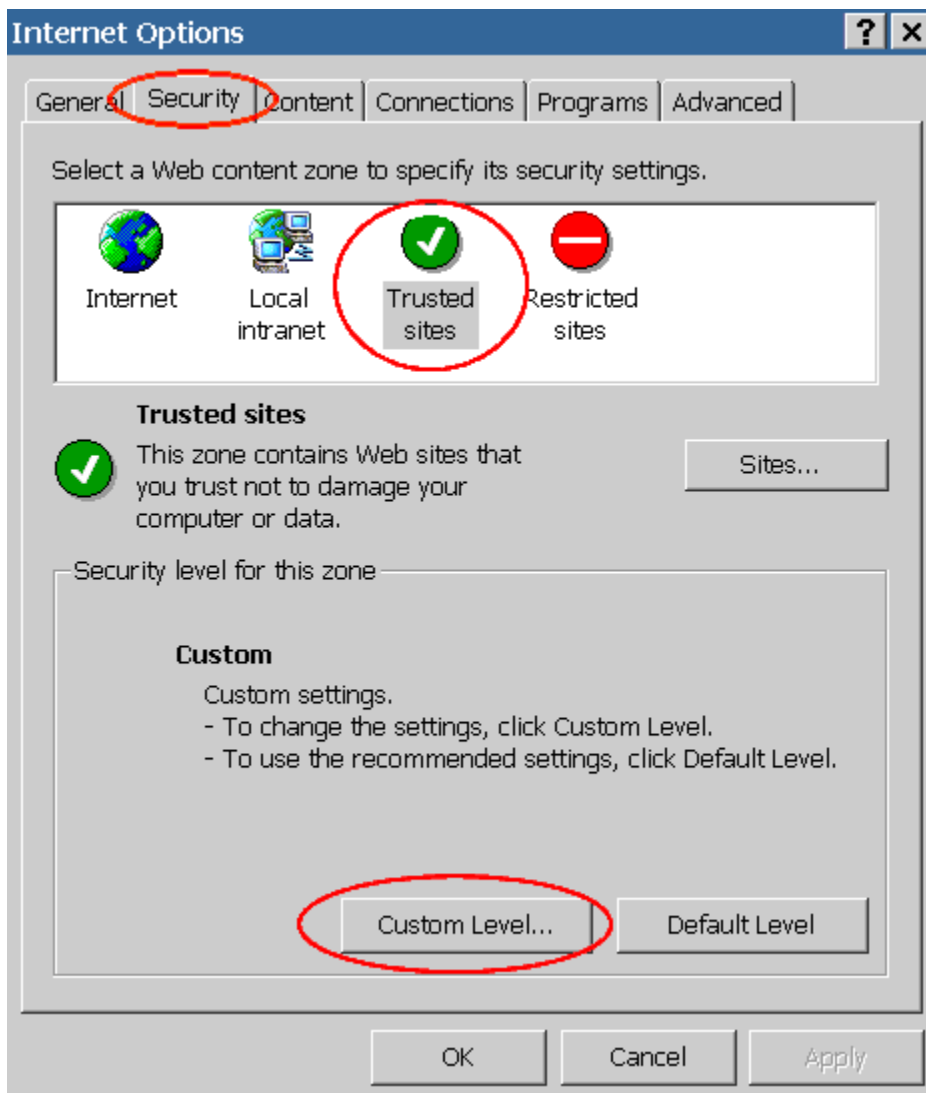 Internet Options
General Security Content Connections Programs Advanced
Select a Web content zone to specify its security settings.
Internet
Local
intranet
Trusted
sites
Restricted
sites
Trusted sites
This zone contains Web sites that
you trust not to damage your
computer or data.
Sites...
Security level for this zone
Custom
Custom settings.
- To change the settings, click Custom Level.
- To use the recommended settings, click Default Level.
Custom Level... Default Level
OK Cancel Apply